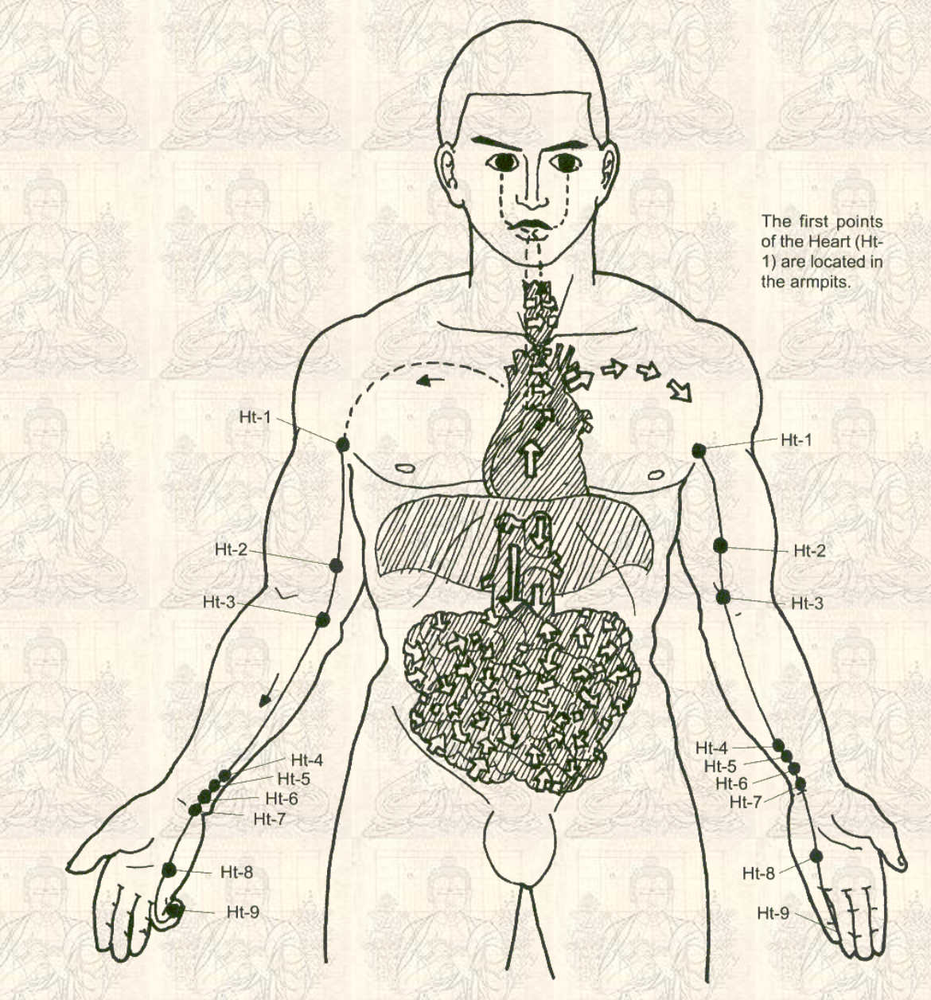 The first points
of the Heart (Ht-
1) are located in
the armpits.
Ht-1
Ht-1
Ht-2
Ht-2
Ht-3
Ht-3
Ht-4
Ht-4
Ht-5
Ht-5
Ht-6
Ht-6
Ht-7
Ht-7
Ht-8
Ht-8
Ht-9
Ht-9